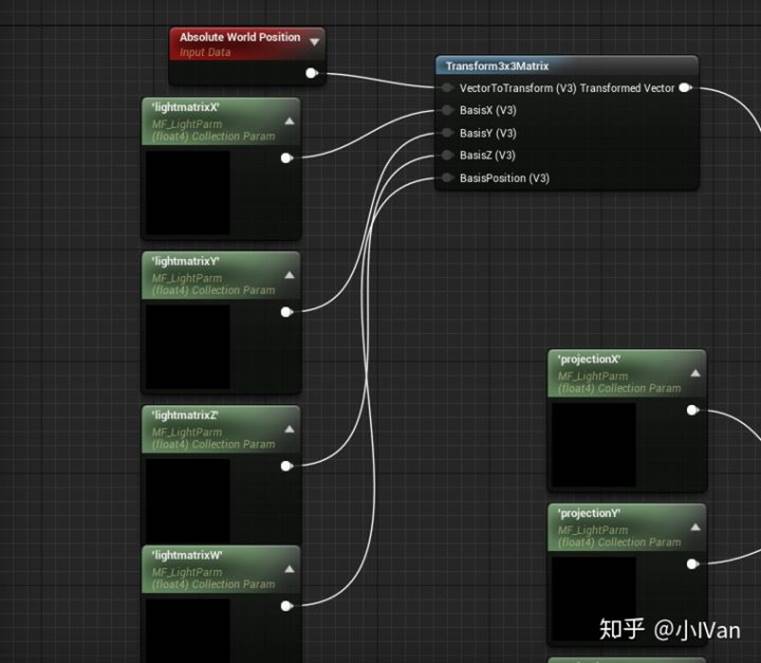 Absolute World Position
Input Data
Transform3x3Matrix
VectorToTransform (V3) Transformed Vector
BasisX (V3)
BasisY (V3)
BasisZ (V3)
BasisPosition (V3)
'lightmatrixX'
MF_LightParm
(float4) Collection Param
'lightmatrixY'
MF_LightParm
(float4) Collection Param
'lightmatrixZ'
MF_LightParm
(float4) Collection Param
'lightmatrixW'
MF_LightParm
(float4) Collection Param
'projectionX'
MF_LightParm
(float4) Collection Param
'projectionY'
MF_LightParm
(float4) Collection Param
知乎 @小IVan